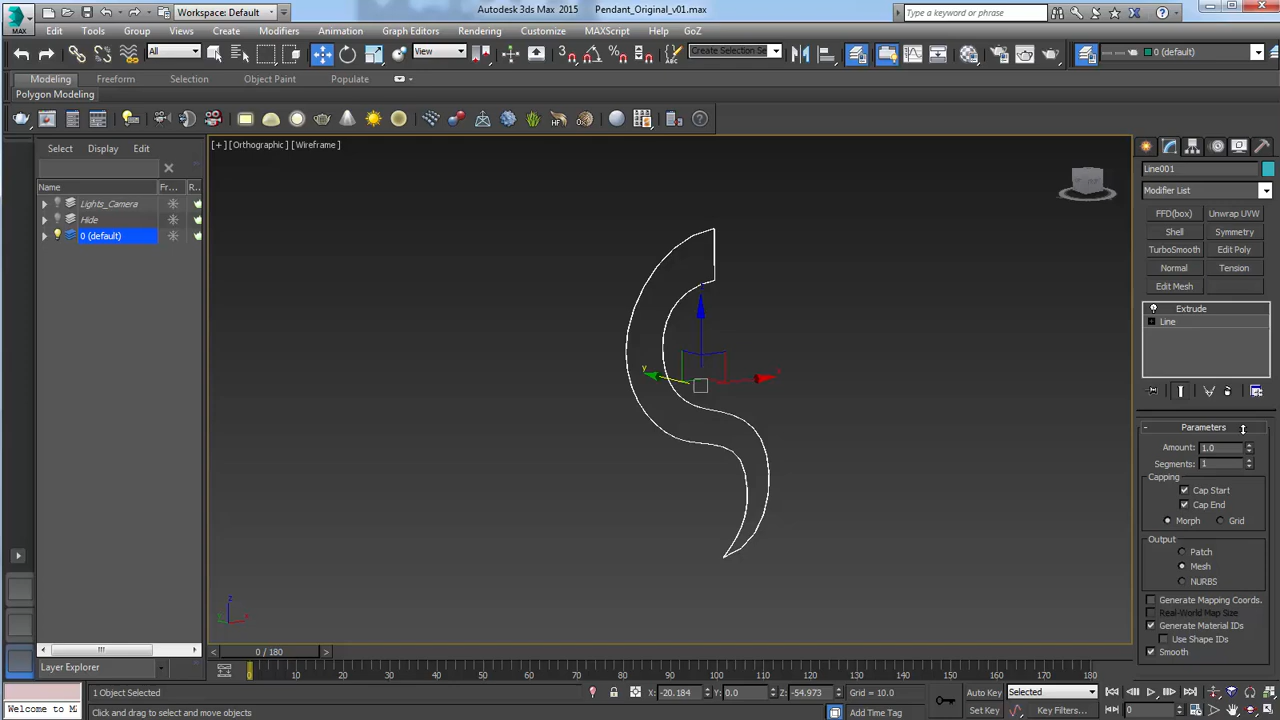 Workspace: Default
Autodesk 3ds Max 2015 Pendant_Original_v01.max
Type a keyword or phrase
MAX
Edit Tools Group Views Create Modifiers Animation Graph Editors Rendering Customize MAXScript Help GoZ
All View Create Selection Se 0 (default)
Modeling Freeform Selection Object Paint Populate
Polygon Modeling
Select Display Edit
[+] [Orthographic] [Wireframe]
Name Fr... R...
Lights_Camera
Hide
0 (default)
Line001
Modifier List
FFD(box) Unwrap UVW
Shell Symmetry
TurboSmooth Edit Poly
Normal Tension
Edit Mesh
Extrude
Line
y
x
z
x
Parameters
Amount: 1.0
Segments: 1
Capping
Cap Start
Cap End
Morph Grid
Output
Patch
Mesh
NURBS
Generate Mapping Coords.
Real-World Map Size
Generate Material IDs
Use Shape IDs
Smooth
0 / 180
Layer Explorer
0 10 20 30 40 50 60 70 80 90 100 110 120 130 140 150 160 170 180
1 Object Selected X: -20.184 Y: 0.0 Z: -54.973 Grid = 10.0 Auto Key Selected
Welcome to M Click and drag to select and move objects Add Time Tag Set Key Key Filters... 0